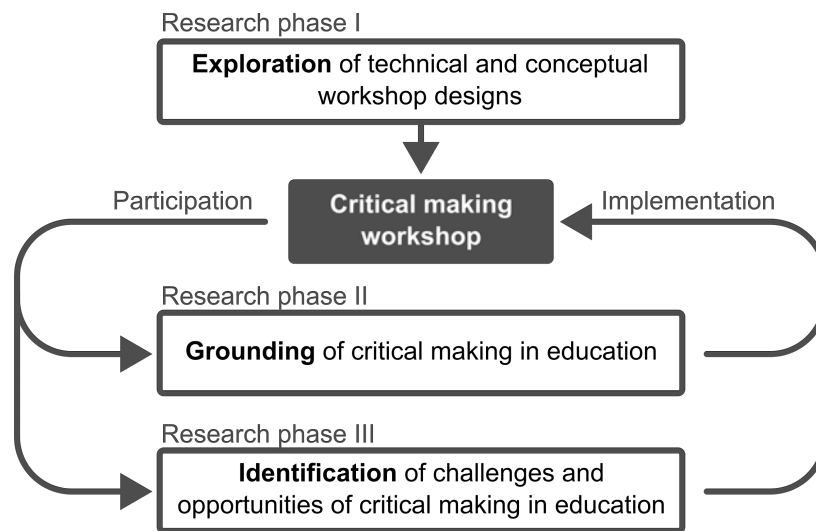 Research phase I
Exploration of technical and conceptual
workshop designs
Participation
Critical making
workshop
Implementation
Research phase II
Grounding of critical making in education
Research phase III
Identification of challenges and
opportunities of critical making in education